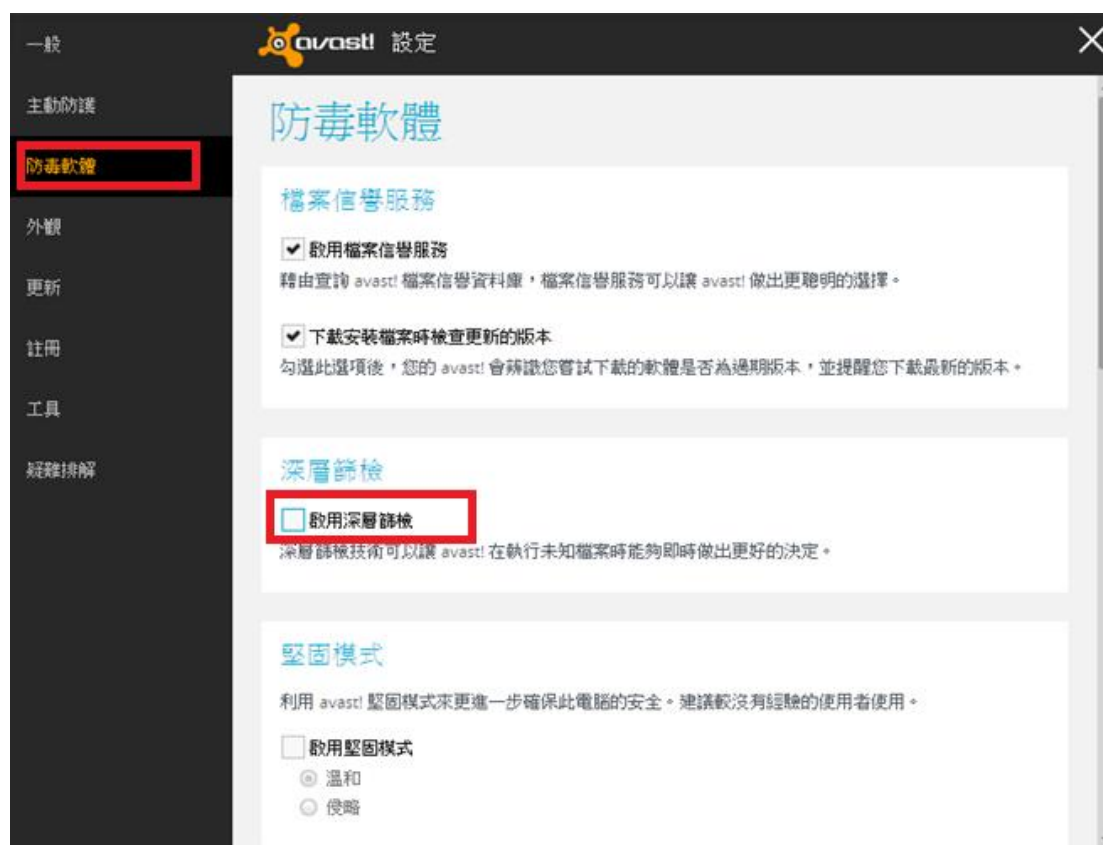 一般
主動防護
防毒軟體
外觀
更新
註冊
工具
疑難排解
avast! 設定
防毒軟體
檔案信譽服務
啟用檔案信譽服務
藉由查詢 avast! 檔案信譽資料庫，檔案信譽服務可以讓 avast! 做出更聰明的選擇。
下載安裝檔案時檢查更新的版本
勾選此選項後，您的 avast! 會辨識您嘗試下載的軟體是否為過期版本，並提醒您下載最新的版本。
深層篩檢
啟用深層篩檢
深層篩檢技術可以讓 avast! 在執行未知檔案時能夠即時做出更好的決定。
堅固模式
利用 avast! 堅固模式來更進一步確保此電腦的安全。建議較沒有經驗的使用者使用。
啟用堅固模式
溫和
侵略